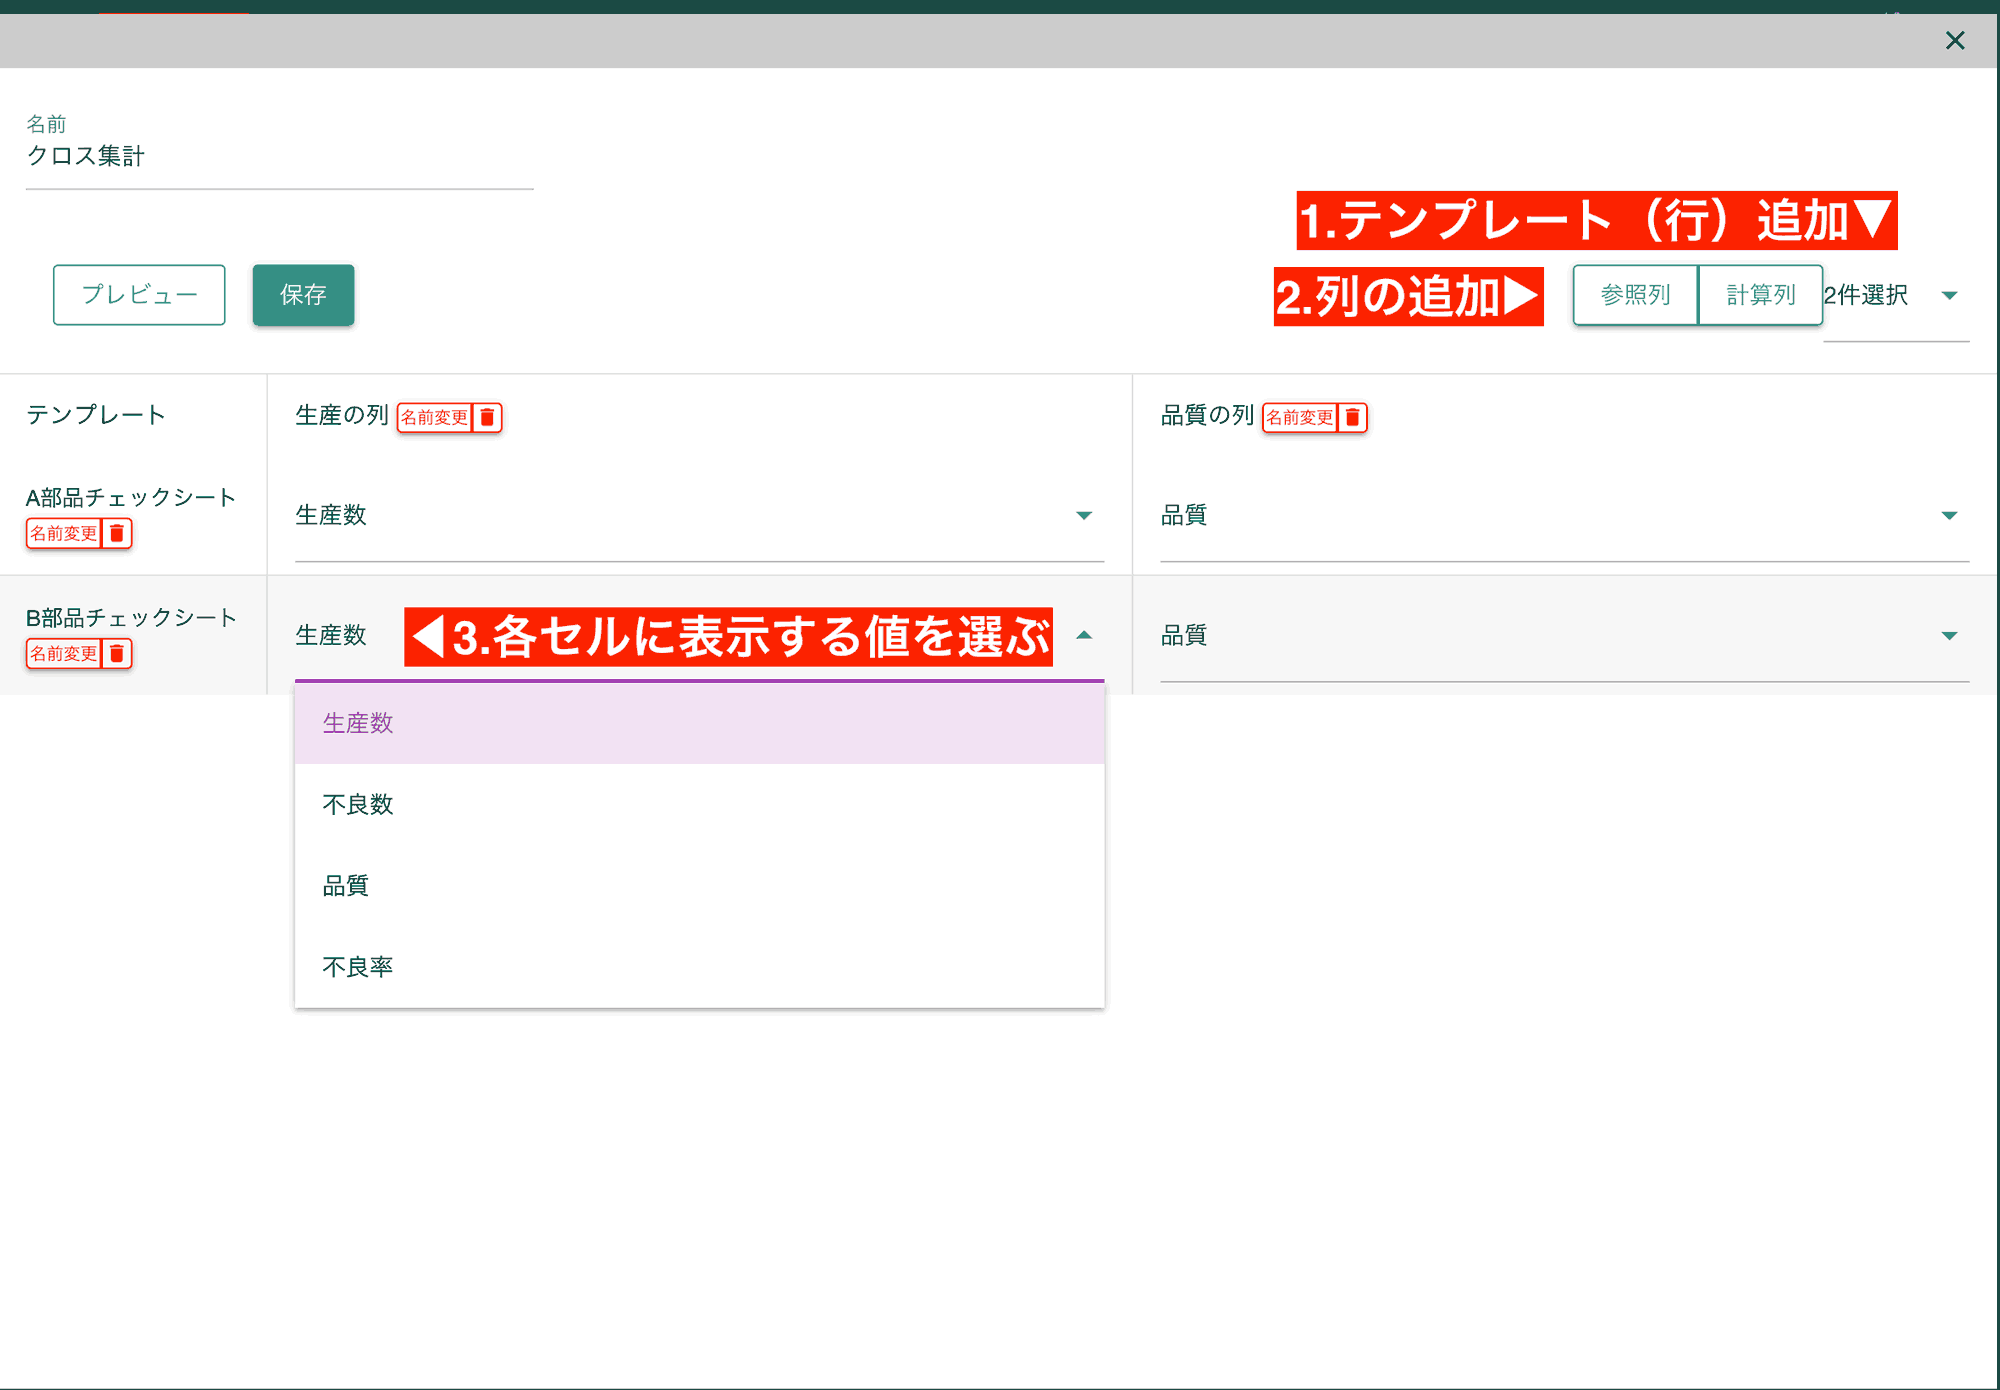 名前
クロス集計
1.テンプレート（行）追加▼
プレビュー 保存 2.列の追加▶ 参照列 計算列 2件選択
テンプレート 生産の列 名前変更 品質の列 名前変更
A部品チェックシート
名前変更
生産数 品質
B部品チェックシート
名前変更
生産数 ◀3.各セルに表示する値を選ぶ 品質
生産数
不良数
品質
不良率